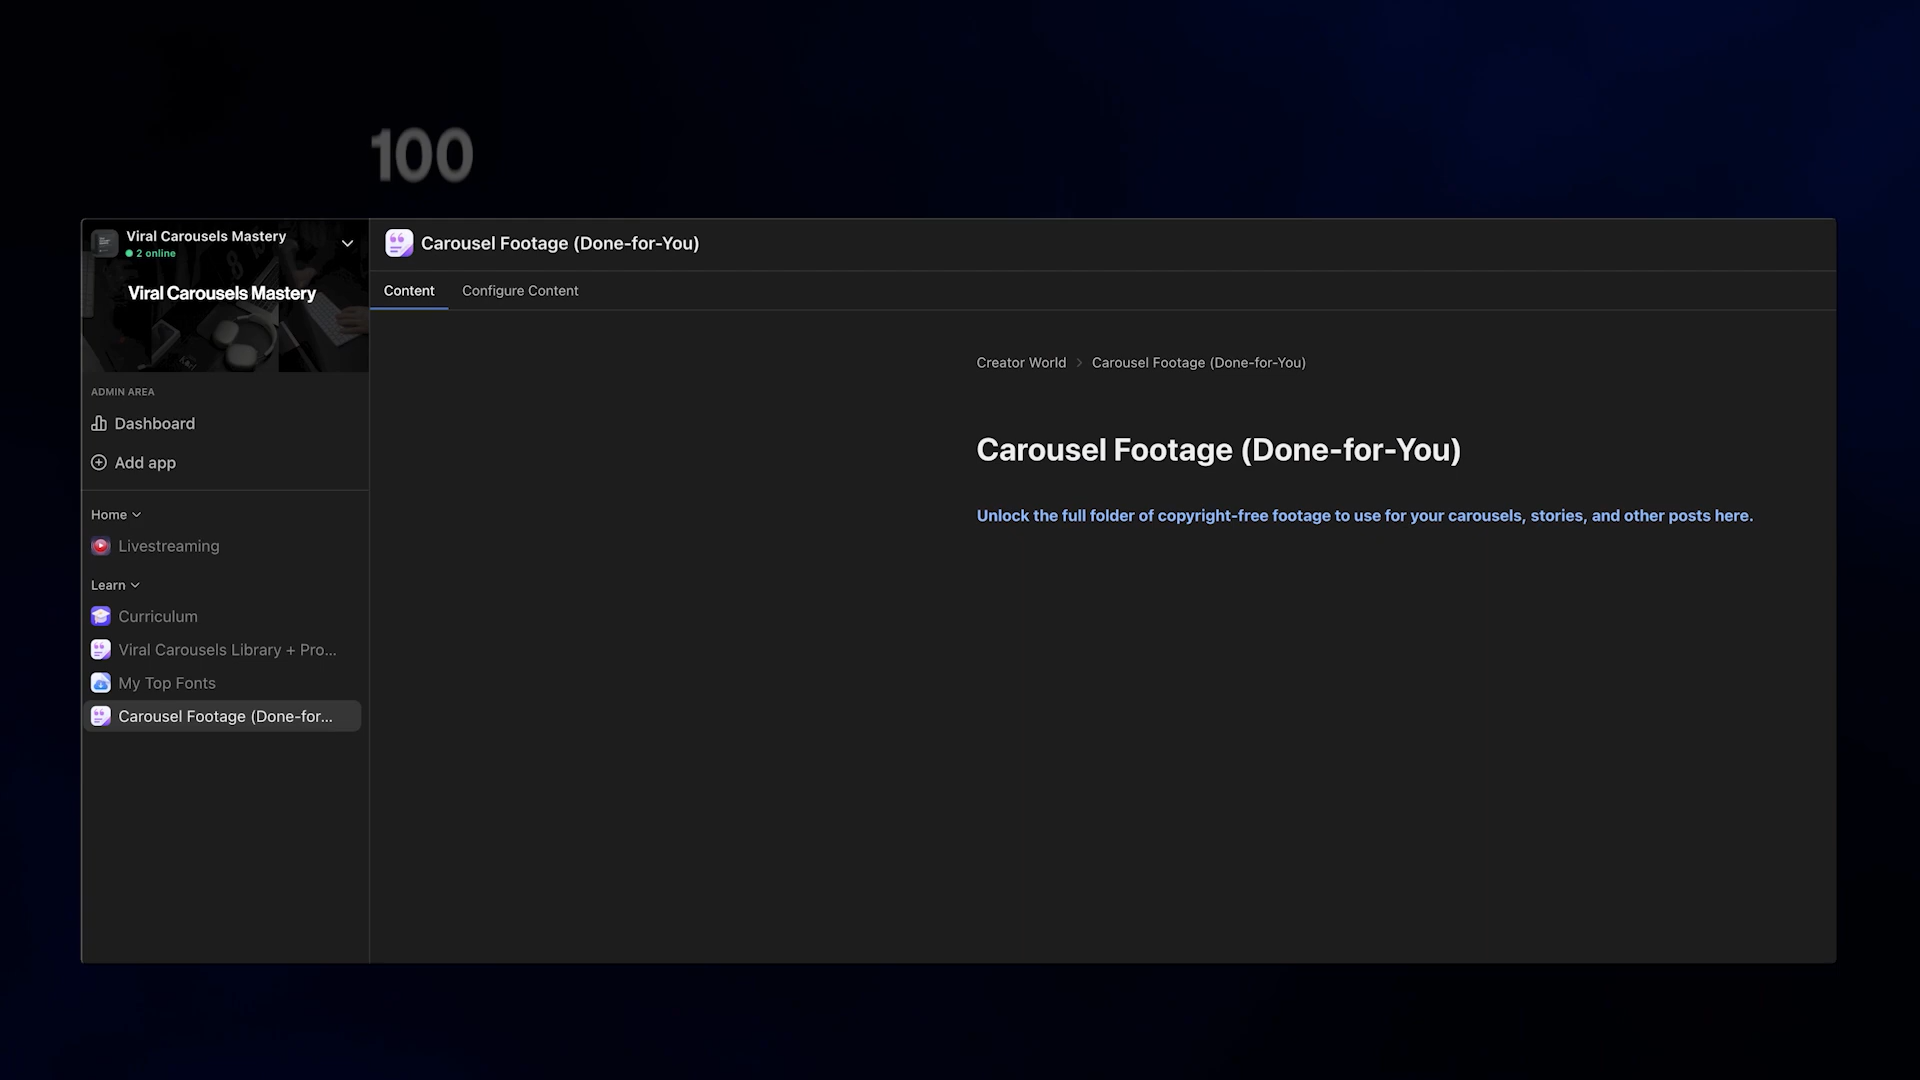 100
Viral Carousels Mastery
2 online
Viral Carousels Mastery
ADMIN AREA
Dashboard
Add app
Home
Livestreaming
Learn
Curriculum
Viral Carousels Library + Pro...
My Top Fonts
Carousel Footage (Done-for...
Carousel Footage (Done-for-You)
Content
Configure Content
Creator World > Carousel Footage (Done-for-You)
Carousel Footage (Done-for-You)
Unlock the full folder of copyright-free footage to use for your carousels, stories, and other posts here.